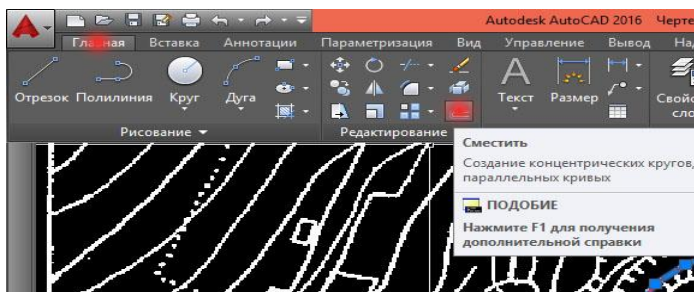 Autodesk AutoCAD 2016 Черте
Главная Вставка Аннотации Параметризация Вид Управление Вывод На
Отрезок Полилиния Круг Дуга Текст Размер Свойс
сло
Рисование Редактирование
Сместить
Создание концентрических кругов,
параллельных кривых
ПОДОБИЕ
Нажмите F1 для получения
дополнительной справки